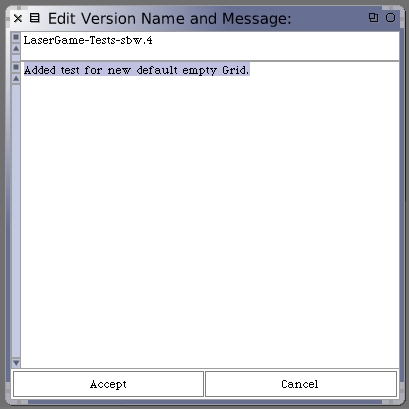 Edit Version Name and Message:
LaserGame-Tests-sbw.4
Added test for new default empty Grid.
Accept
Cancel